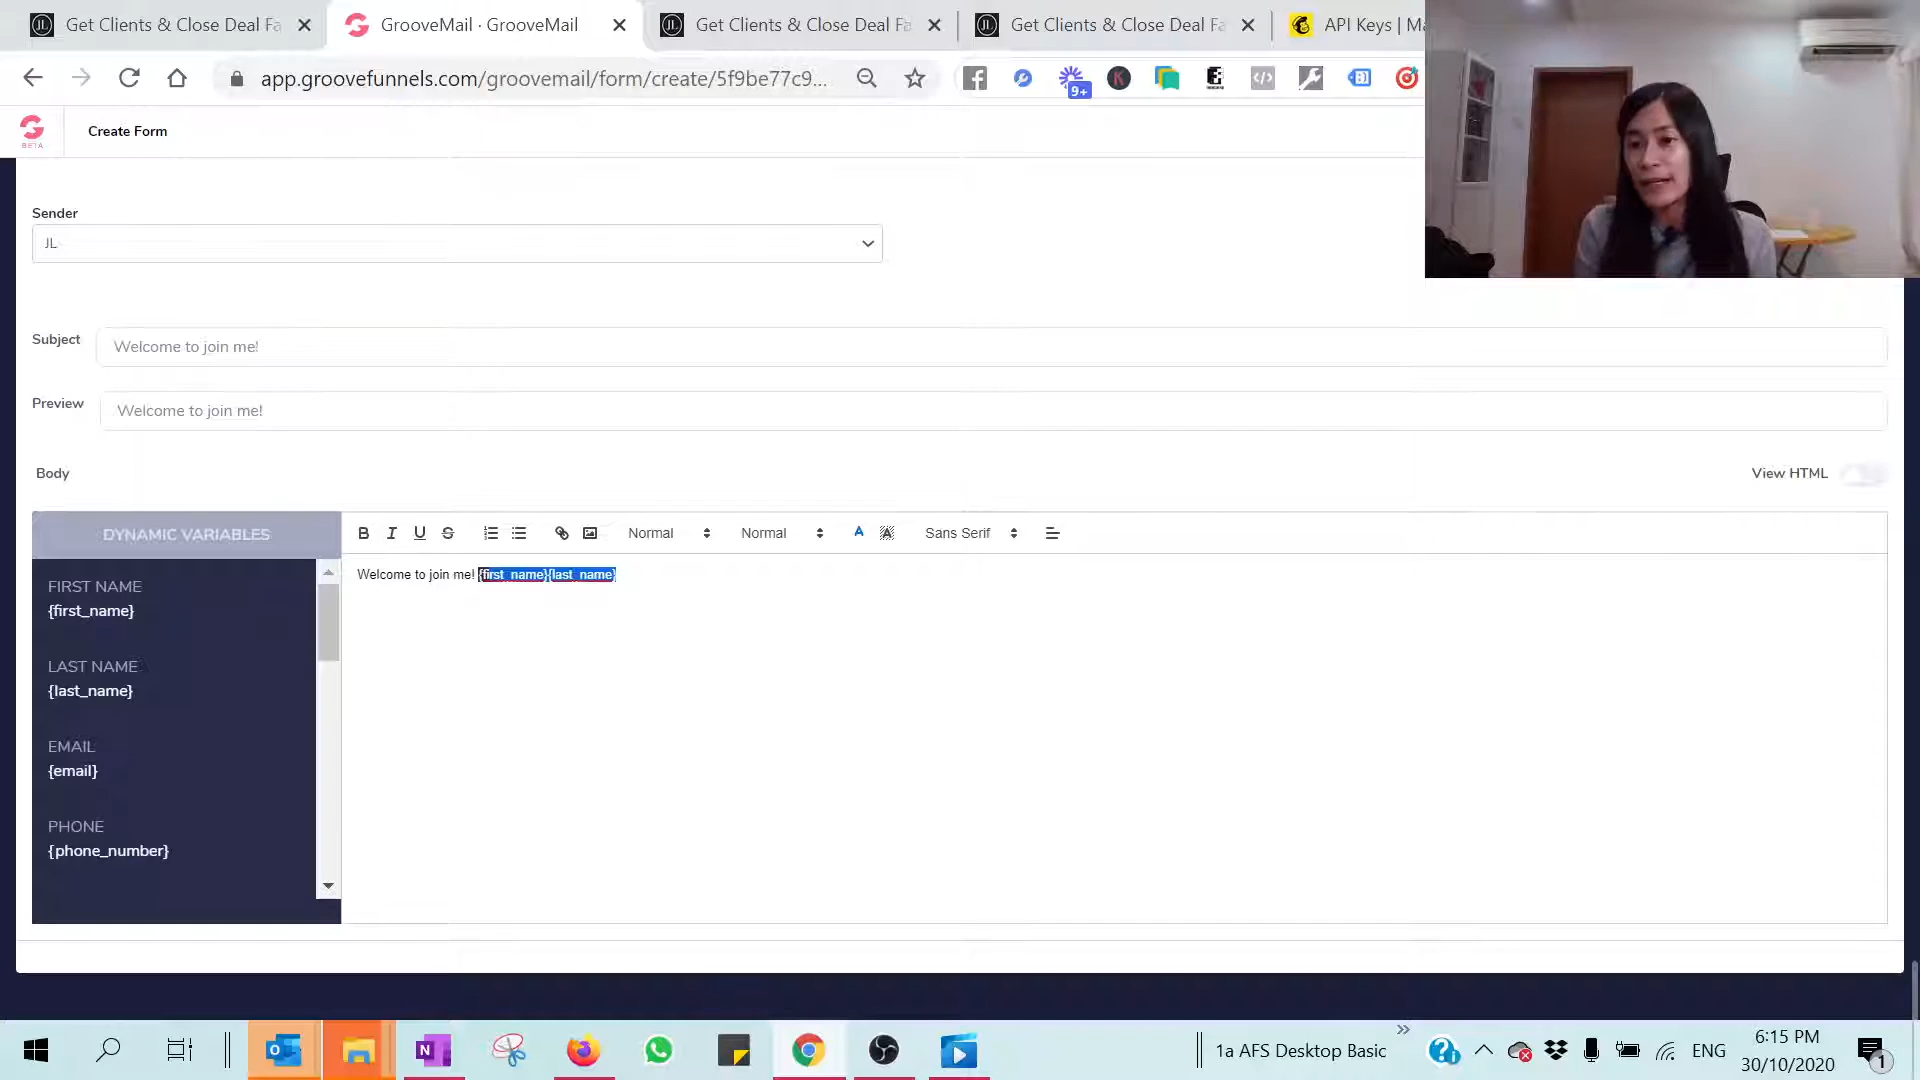 Get Clients & Close Deal Fa
GrooveMail · GrooveMail
Get Clients & Close Deal Fa
Get Clients & Close Deal Fa
API Keys | Ma
app.groovefunnels.com/groovemail/form/create/5f9be77c9...
9+
BETA
Create Form
Sender
JL
Subject
Welcome to join me!
Preview
Welcome to join me!
Body
View HTML
DYNAMIC VARIABLES
Normal
Normal
Sans Serif
FIRST NAME
{first_name}
LAST NAME
{last_name}
EMAIL
{email}
PHONE
{phone_number}
Welcome to join me! {first_name}{last_name}
1a AFS Desktop Basic
ENG
6:15 PM
30/10/2020
1